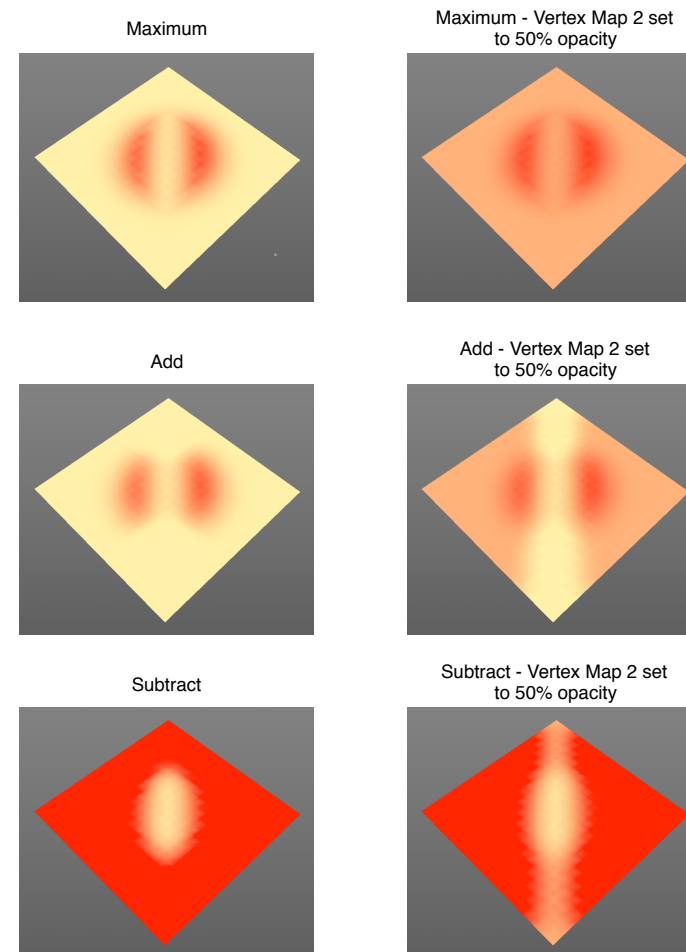 Maximum
Maximum - Vertex Map 2 set
to 50% opacity
Add
Add - Vertex Map 2 set
to 50% opacity
Subtract
Subtract - Vertex Map 2 set
to 50% opacity